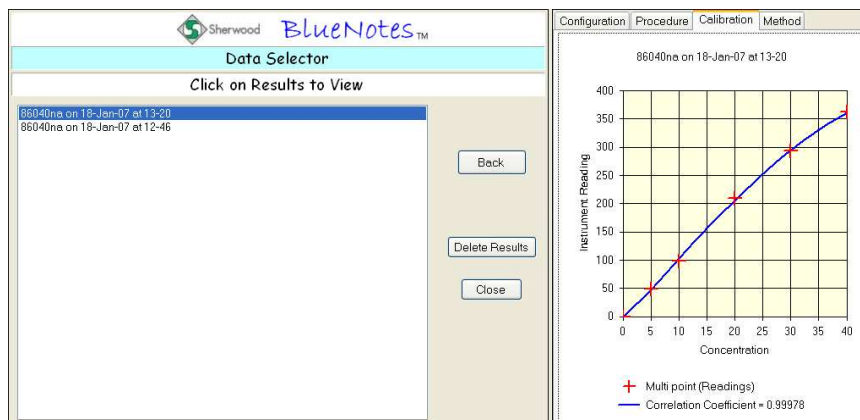 Sherwood BlueNotes TM
Data Selector
Click on Results to View
86040na on 18-Jan-07 at 13-20
86040na on 18-Jan-07 at 12-46
Back
Delete Results
Close
Configuration Procedure Calibration Method
86040na on 18-Jan-07 at 13-20
400
350
300
250
200
150
100
50
0
Instrument Reading
0 5 10 15 20 25 30 35 40
Concentration
Multi point (Readings)
Correlation Coefficient = 0.99978